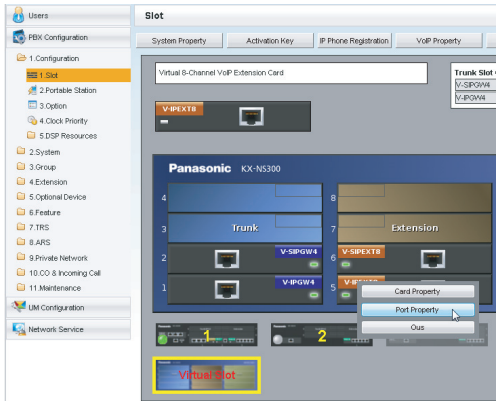 Users
PBX Configuration
1.Configuration
1.Slot
2.Portable Station
3.Option
4.Clock Priority
5.DSP Resources
2.System
3.Group
4.Extension
5.Optional Device
6.Feature
7.TRS
8.ARS
9.Private Network
10.CO & Incoming Call
11.Maintenance
UM Configuration
Network Service
Slot
System Property
Activation Key
IP Phone Registration
VoIP Property
Virtual 8-Channel VoIP Extension Card
Trunk Slot
V-SIPGW4
V-IPGW4
V-IPEXT8
Panasonic KX-NS300
4
8
3 Trunk
7 Extension
2 V-SIPGW4
6 V-SIPEXT8
1 V-IPGW4
5
Card Property
Port Property
Ous
1
2
Virtual Slot